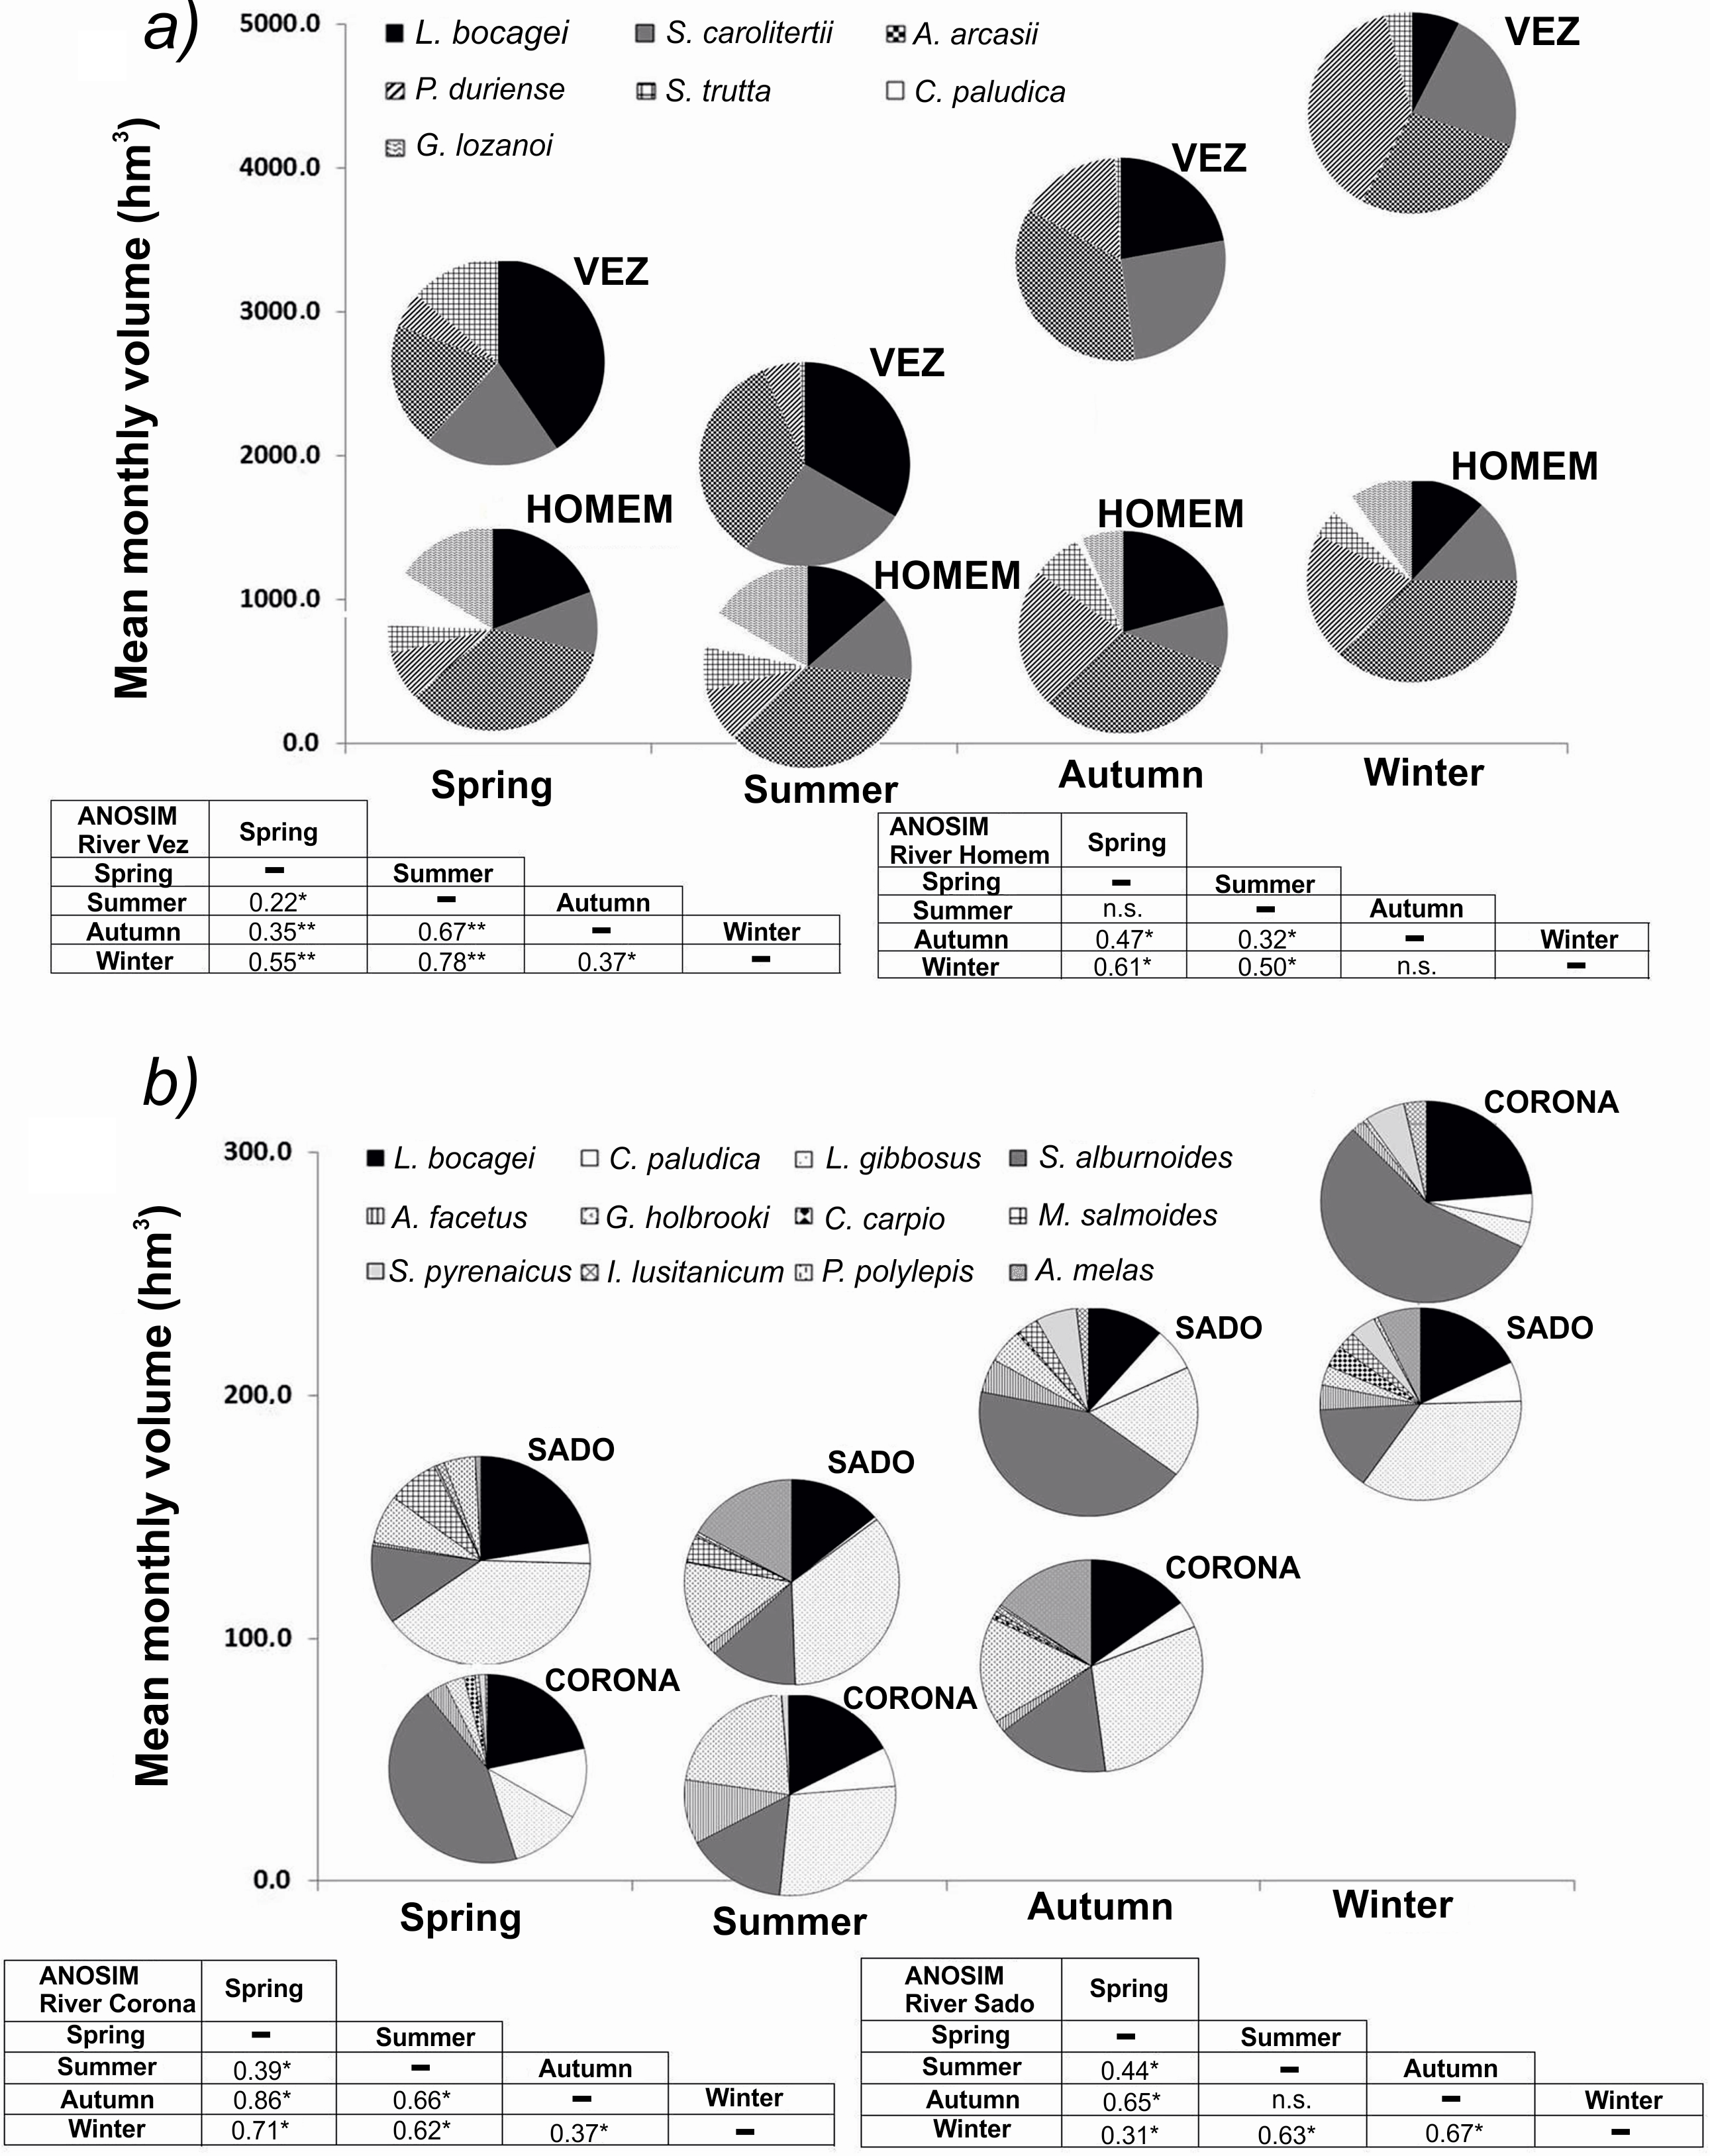 a)
5000.0
L. bocagei S. carolitertii A. arcasii
P. duriense S. trutta C. paludica
G. lozanoi
4000.0
3000.0
2000.0
1000.0
0.0
Mean monthly volume (hm³)
VEZ
VEZ
VEZ
VEZ
HOMEM
HOMEM
HOMEM
HOMEM
Spring Summer Autumn Winter
ANOSIM
River Vez Spring
Spring – Summer
Summer 0.22* – Autumn
Autumn 0.35** 0.67** – Winter
Winter 0.55** 0.78** 0.37* –
ANOSIM
River Homem Spring
Spring – Summer
Summer n.s. – Autumn
Autumn 0.47* 0.32* – Winter
Winter 0.61* 0.50* n.s. –
b)
300.0
L. bocagei C. paludica L. gibbosus S. alburnoides
A. facetus G. holbrooki C. carpio M. salmoides
S. pyrenaicus I. lusitanicum P. polylepis A. melas
200,0
100.0
0.0
Mean monthly volume (hm³)
CORONA
SADO
SADO
SADO
SADO
CORONA
CORONA
CORONA
Spring Summer Autumn Winter
ANOSIM
River Corona Spring
Spring – Summer
Summer 0.39* – Autumn
Autumn 0.86* 0.66* – Winter
Winter 0.71* 0.62* 0.37* –
ANOSIM
River Sado Spring
Spring – Summer
Summer 0.44* – Autumn
Autumn 0.65* n.s. – Winter
Winter 0.31* 0.63* 0.67* –